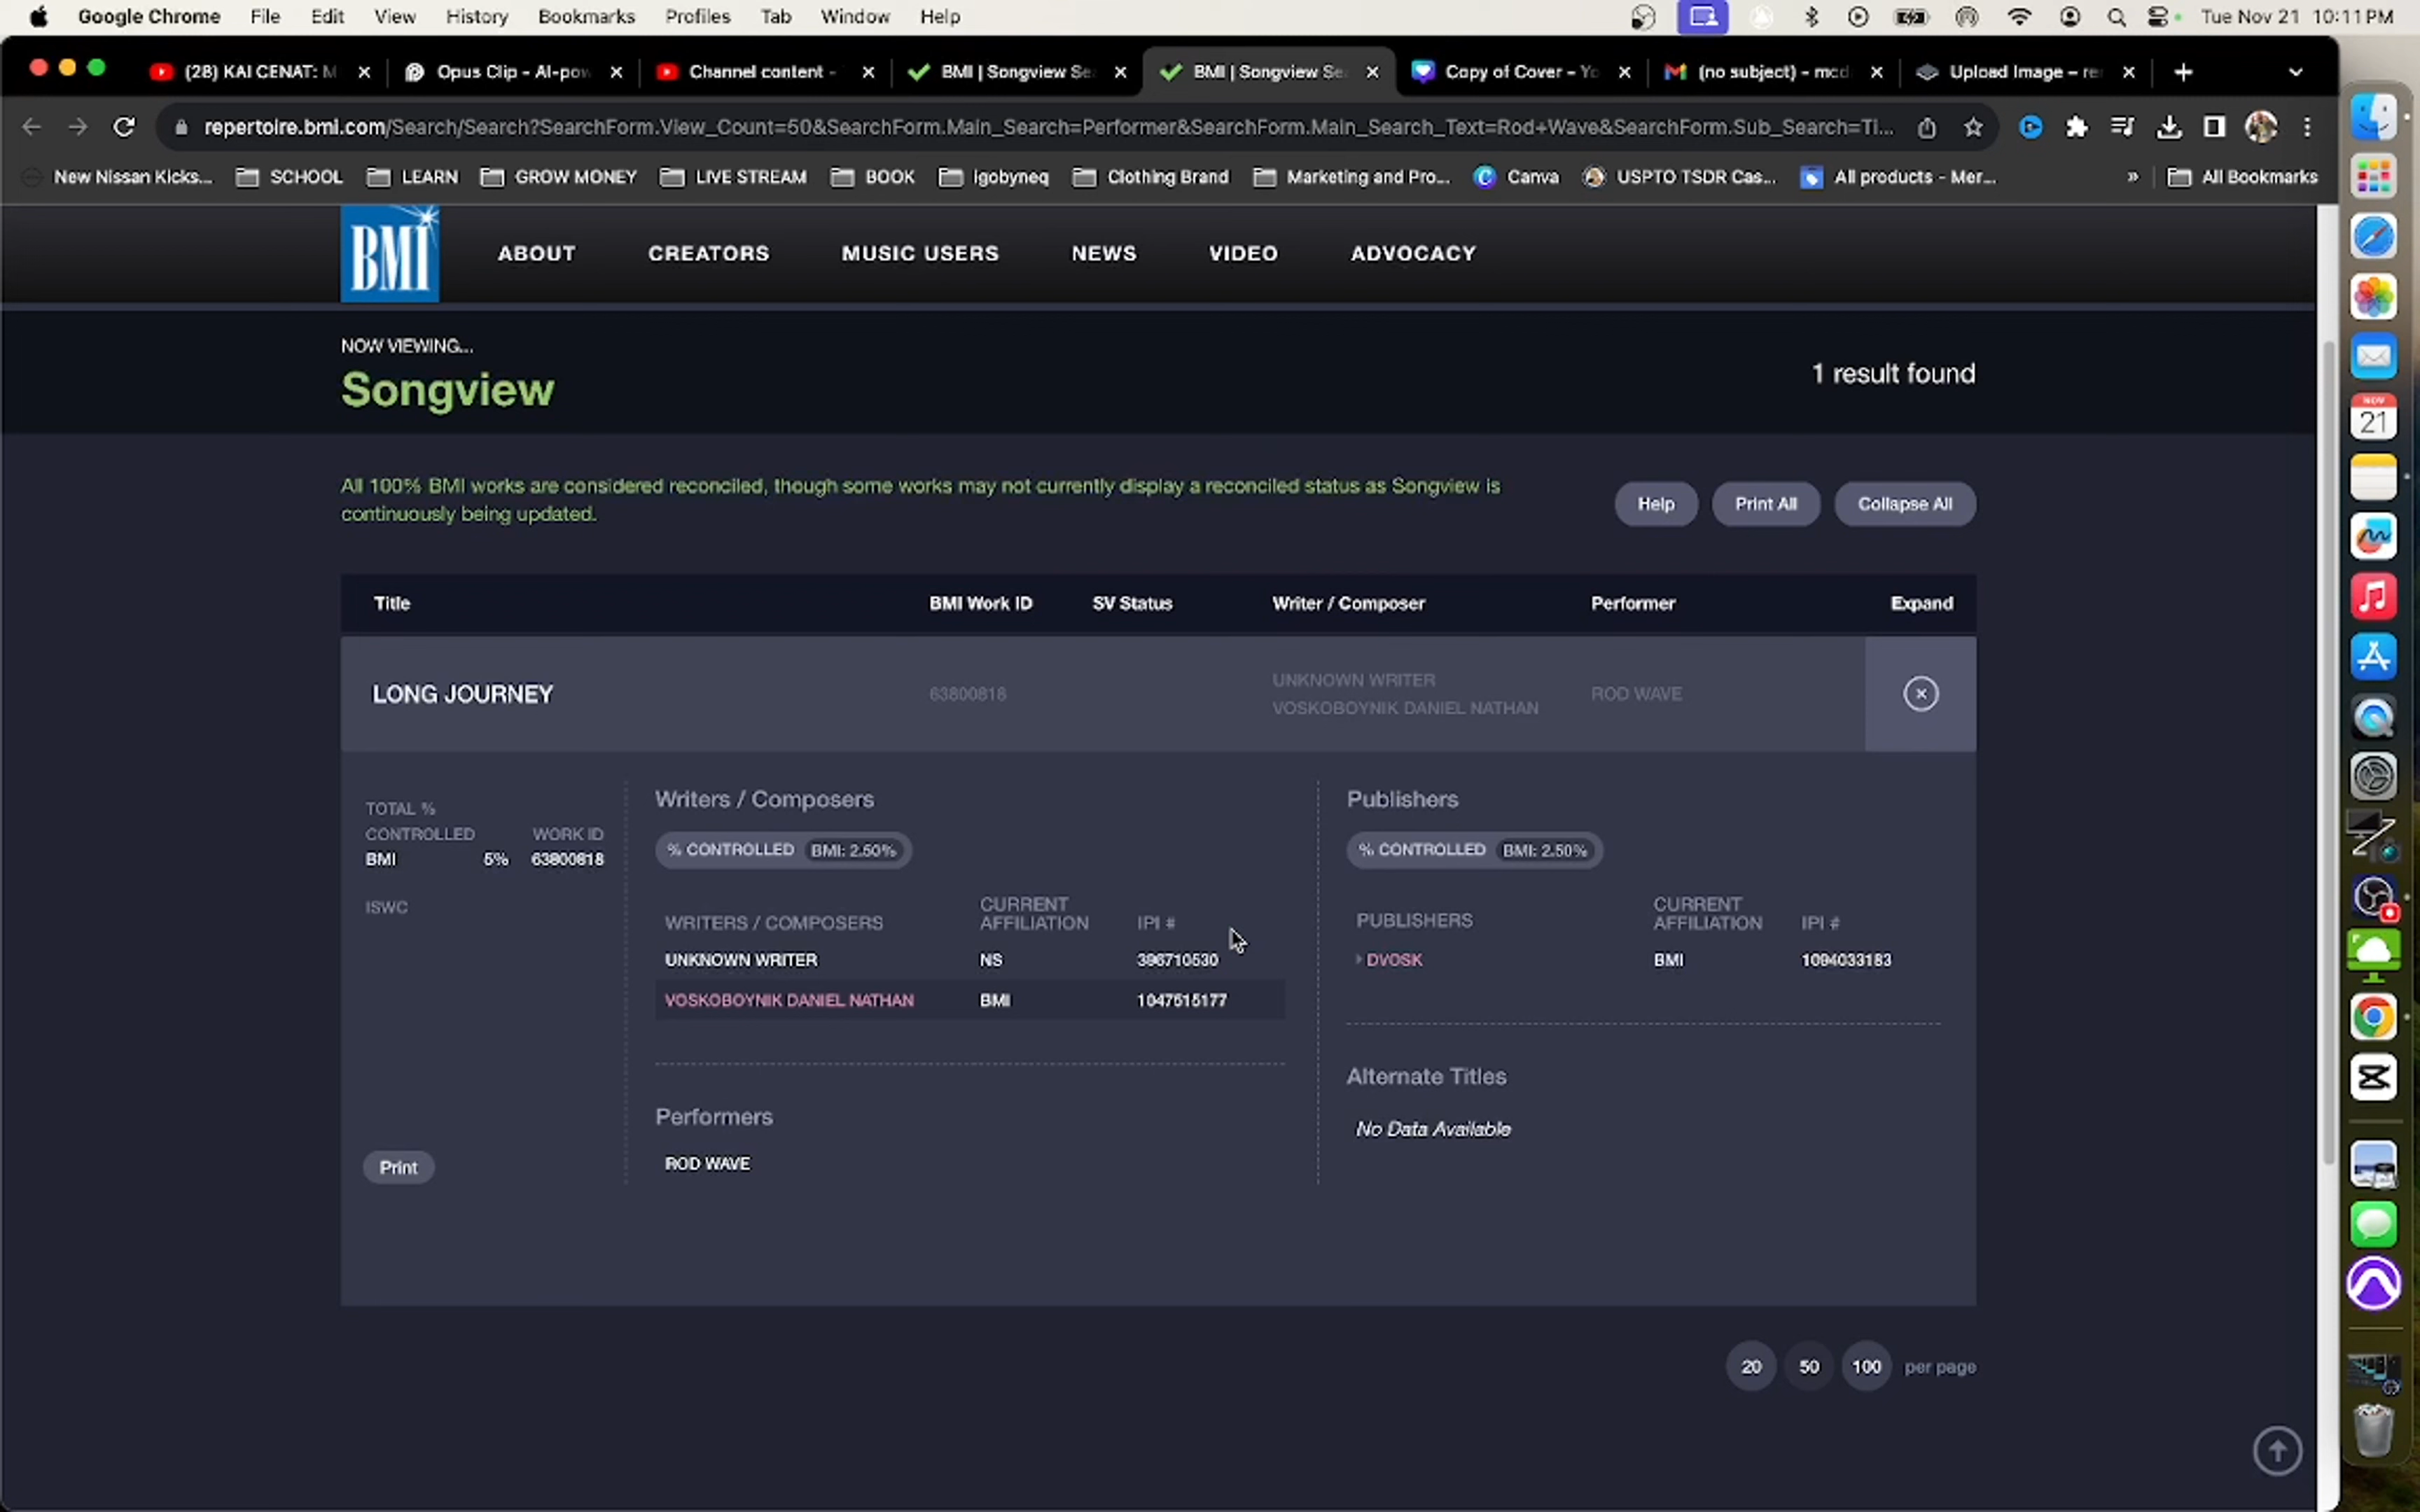 Google Chrome File Edit View History Bookmarks Profiles Tab Window Help Tue Nov 21 10:11PM
(28) KAI CENAT: M Opus Clip - AI-pow Channel content - BMI | Songview Se BMI | Songview Se Copy of Cover – Yo (no subject) – mcd Upload Image – re
repertoire.bmi.com/Search/Search?SearchForm.View_Count=50&SearchForm.Main_Search=Performer&SearchForm.Main_Search_Text=Rod+Wave&SearchForm.Sub_Search=Ti...
New Nissan Kicks... SCHOOL LEARN GROW MONEY LIVE STREAM BOOK Igobyneq Clothing Brand Marketing and Pro... Canva USPTO TSDR Cas... All products - Mer... » All Bookmarks
BMI ABOUT CREATORS MUSIC USERS NEWS VIDEO ADVOCACY
NOW VIEWING...
Songview
1 result found
All 100% BMI works are considered reconciled, though some works may not currently display a reconciled status as Songview is
continuously being updated.
Help Print All Collapse All
Title BMI Work ID SV Status Writer / Composer Performer Expand
LONG JOURNEY 63800818 UNKNOWN WRITER ROD WAVE
VOSKOBOYNIK DANIEL NATHAN
TOTAL %
CONTROLLED WORK ID
BMI 5% 63800818
ISWC
Print
Writers / Composers
% CONTROLLED BMI: 2.50%
WRITERS / COMPOSERS CURRENT AFFILIATION IPI #
UNKNOWN WRITER NS 396710530
VOSKOBOYNIK DANIEL NATHAN BMI 1047615177
Performers
ROD WAVE
Publishers
% CONTROLLED BMI: 2.50%
PUBLISHERS CURRENT AFFILIATION IPI #
DVOSK BMI 1094033183
Alternate Titles
No Data Available
20 50 100 per page
NOV
21